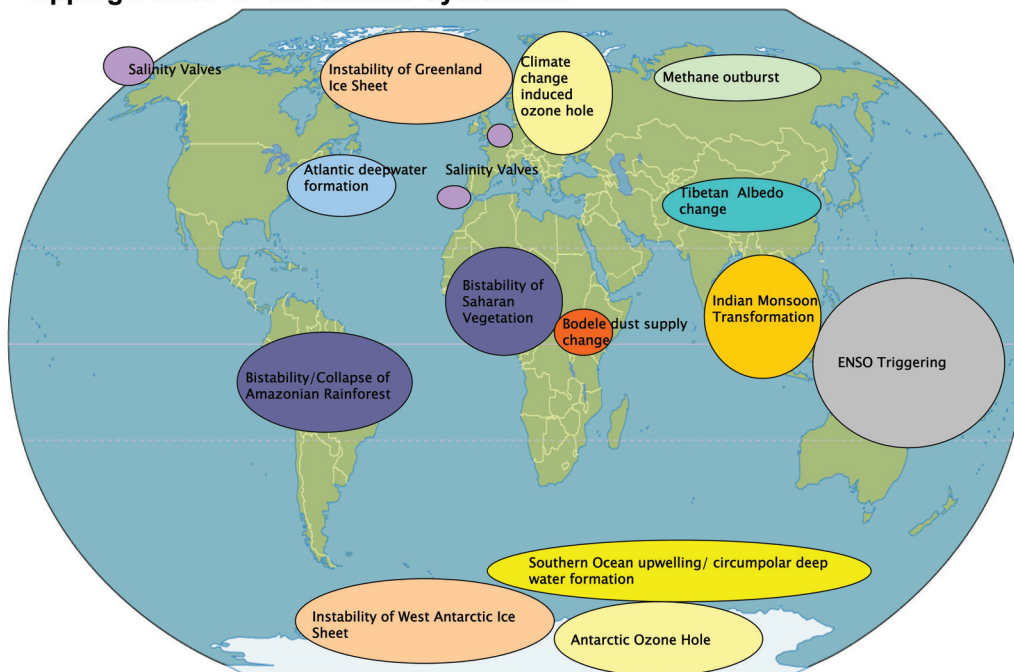 Salinity Valves
Instability of Greenland
Ice Sheet
Climate
change
induced
ozone hole
Methane outburst
Atlantic deepwater
formation
Salinity Valves
Tibetan Albedo
change
Bistability of
Saharan
Vegetation
Bodele dust supply
change
Indian Monsoon
Transformation
ENSO Triggering
Bistability/Collapse of
Amazonian Rainforest
Southern Ocean upwelling/ circumpolar deep
water formation
Instability of West Antarctic Ice
Sheet
Antarctic Ozone Hole